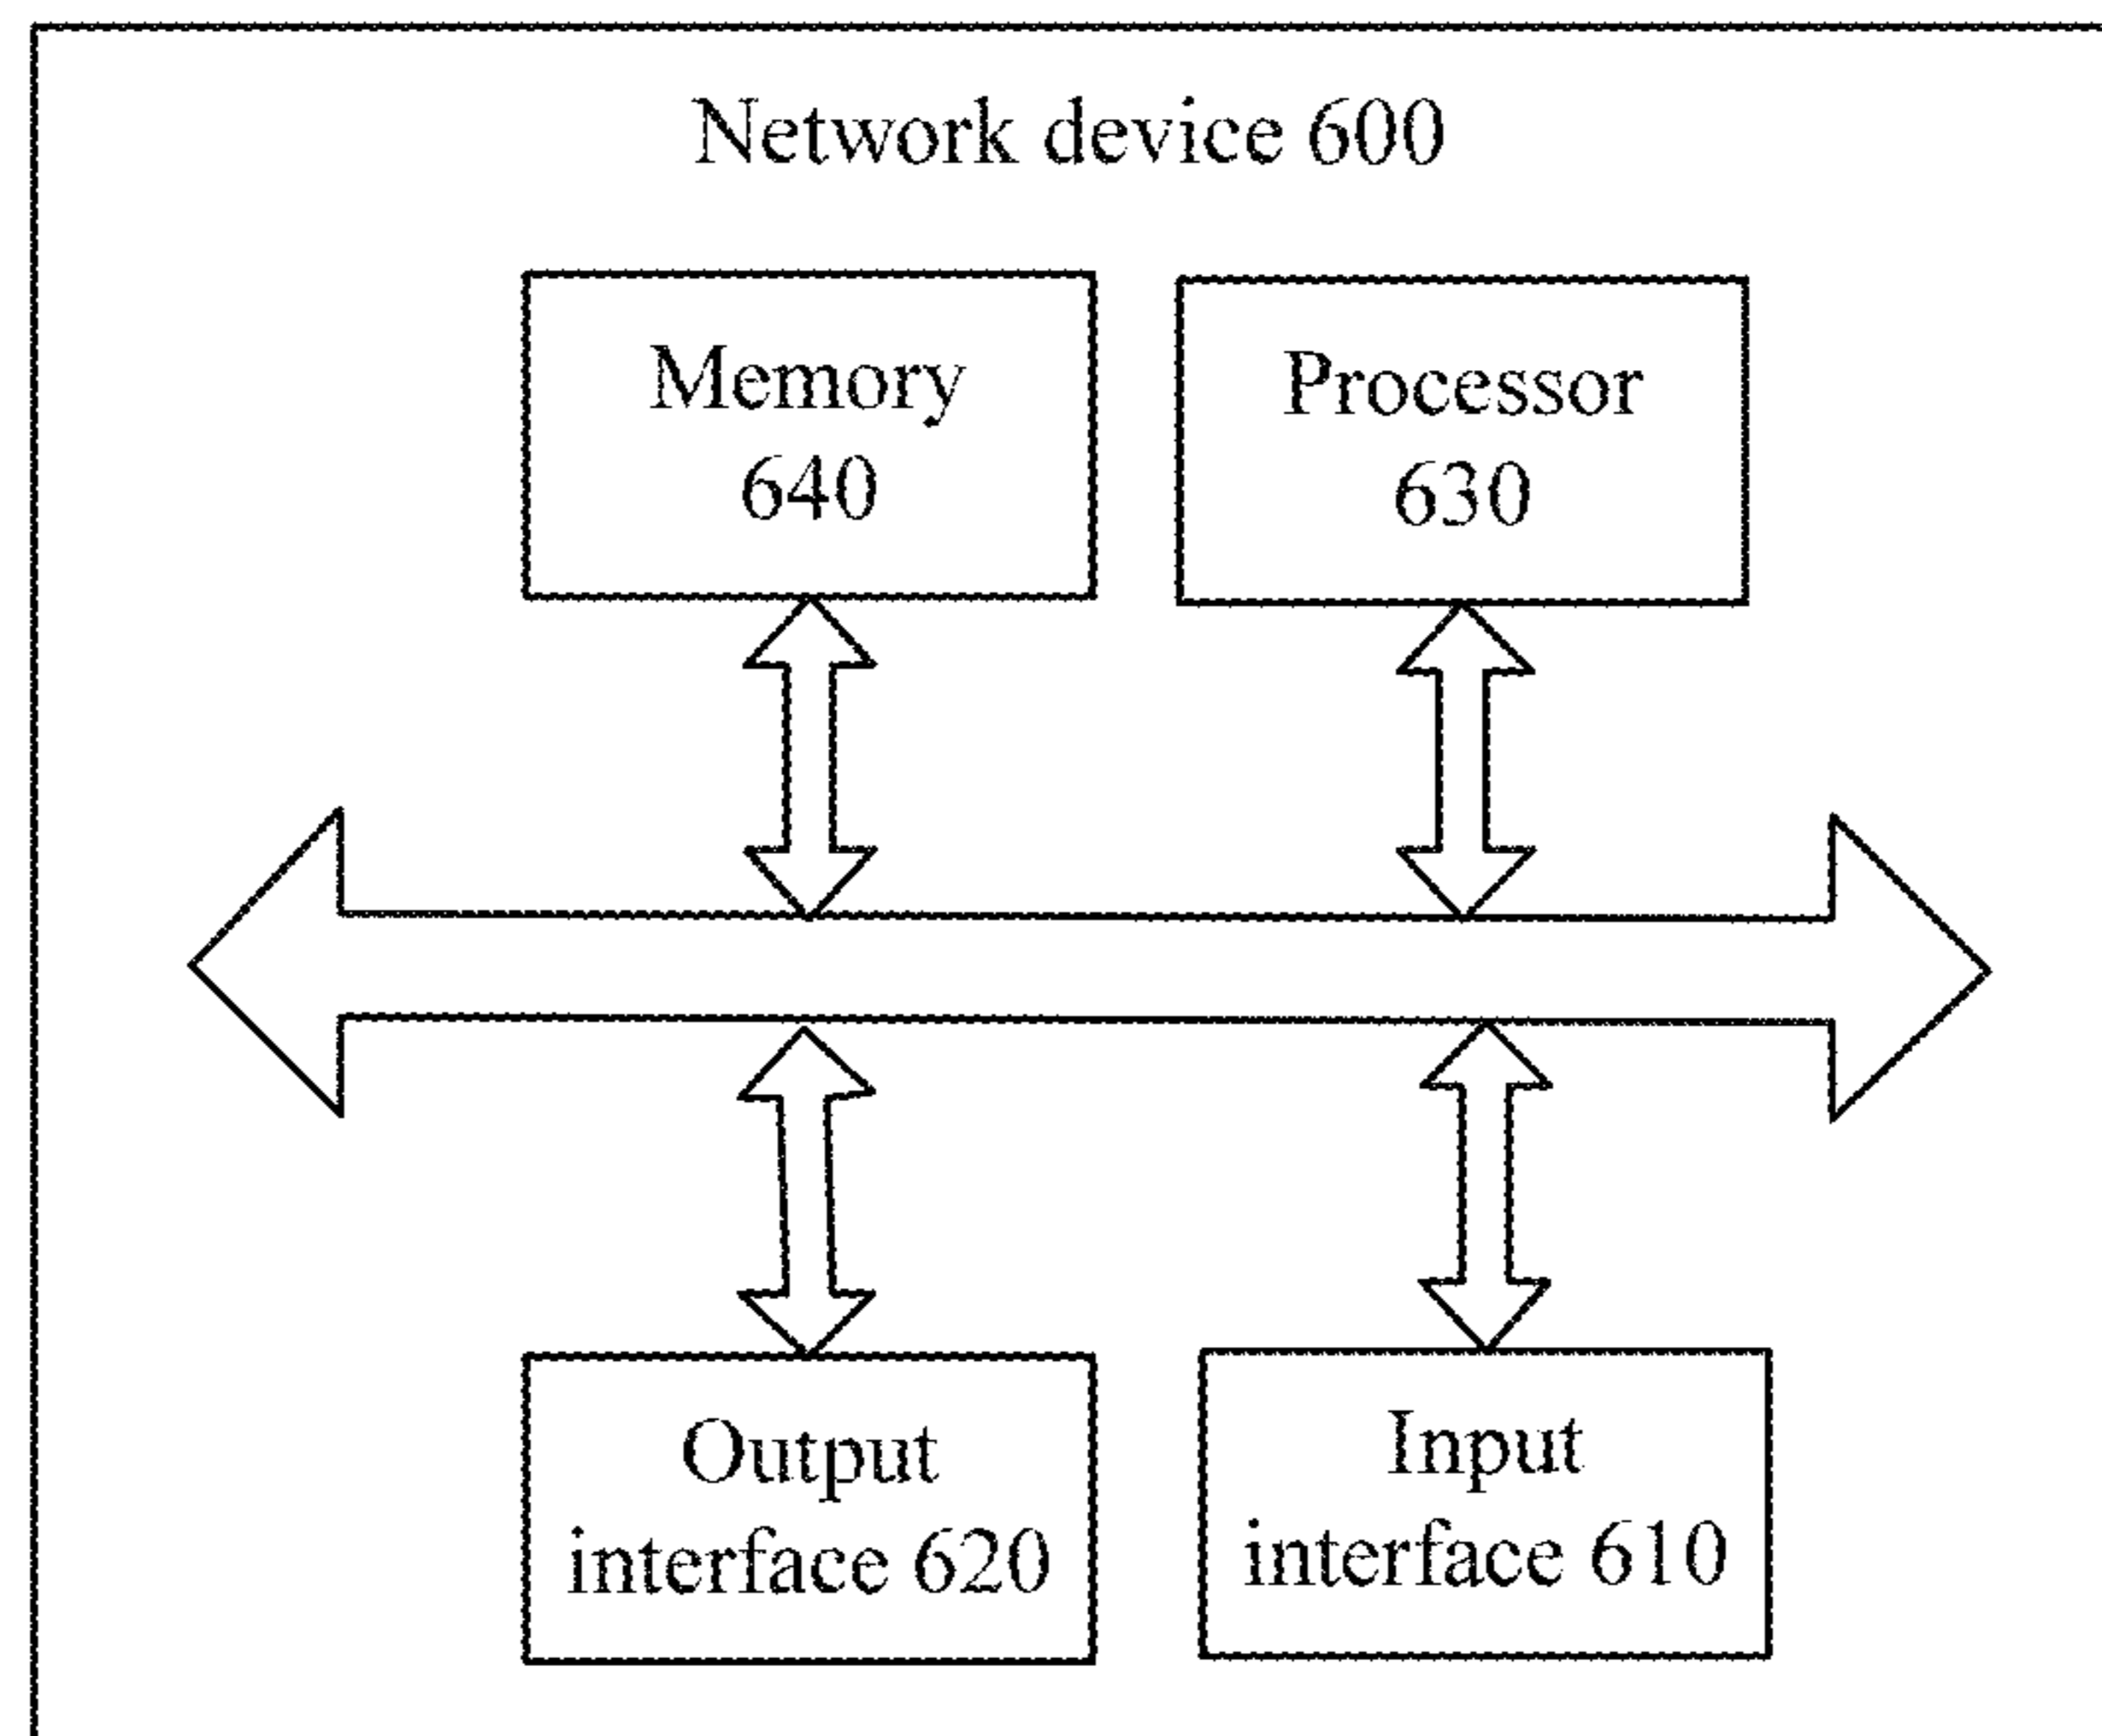 Network device 600
Memory
640
Processor
630
Output
interface 620
Input
interface 610